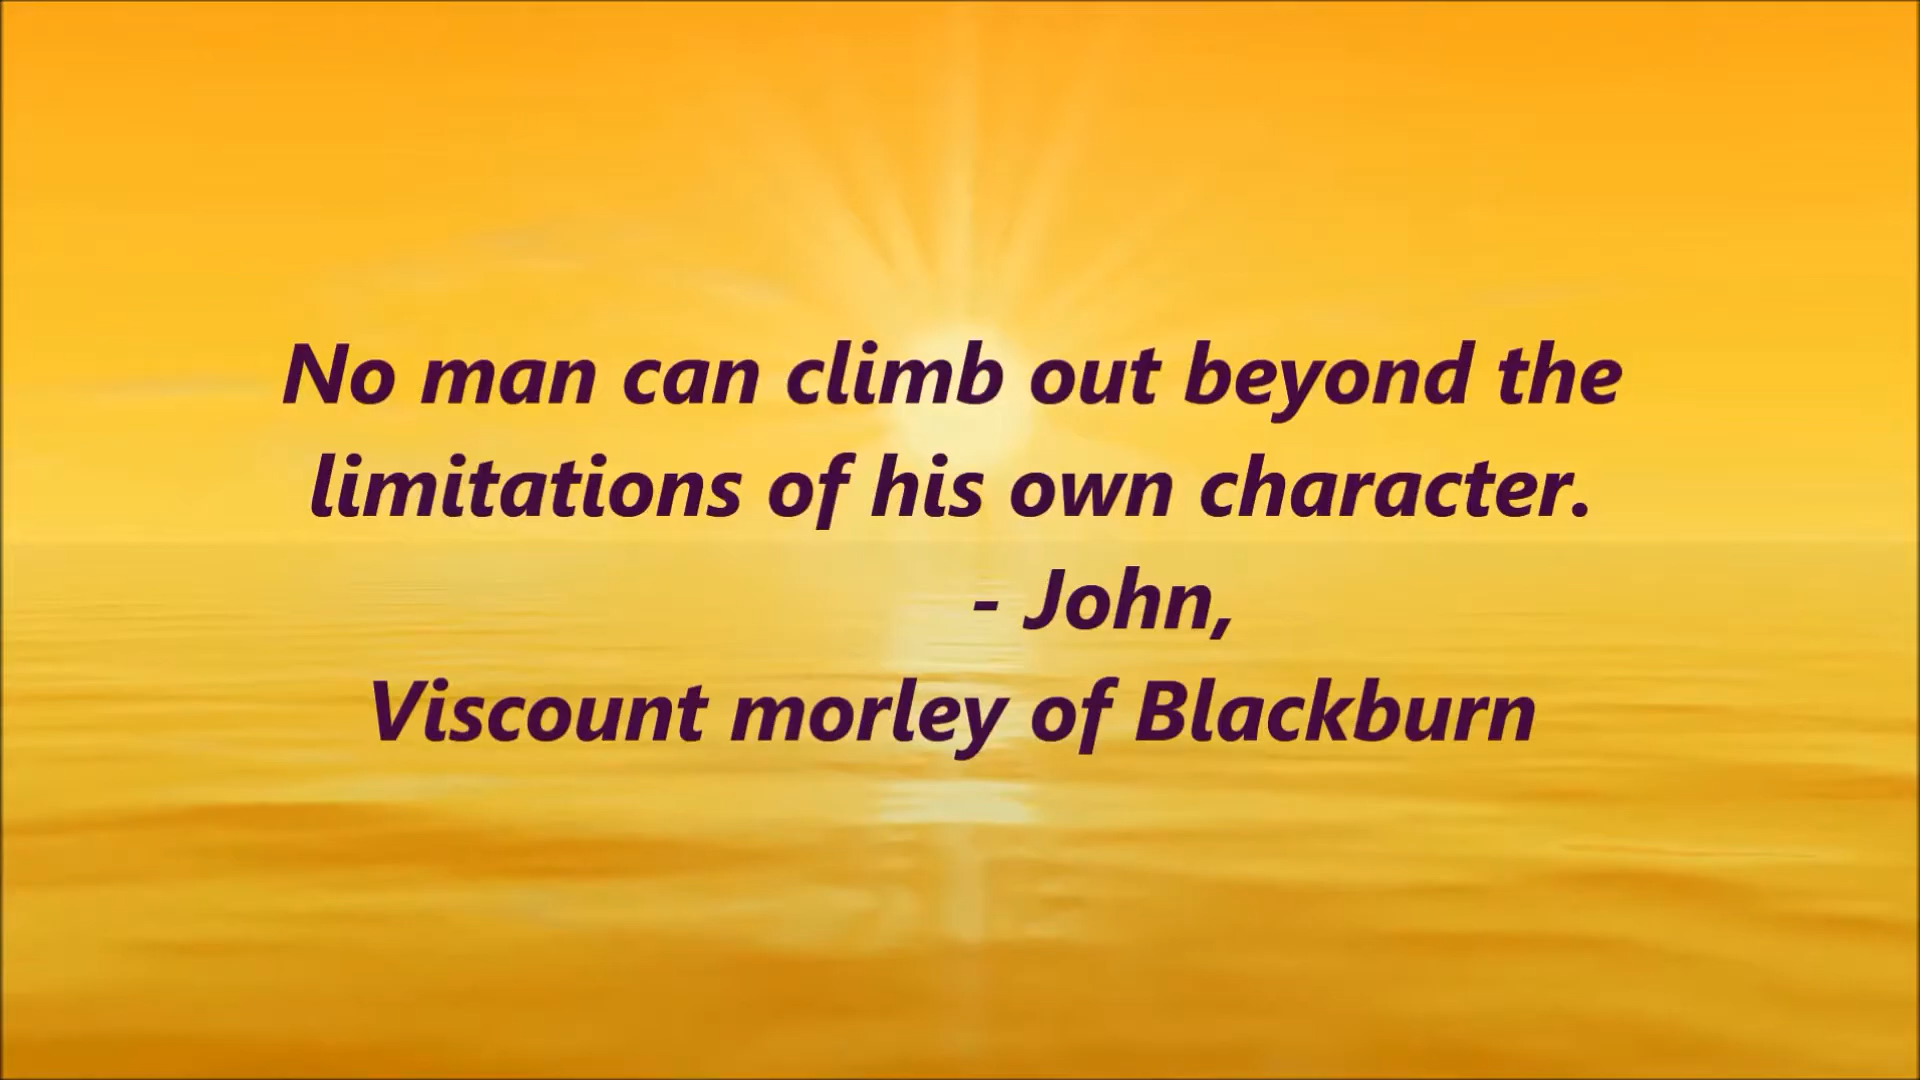 No man can climb out beyond the
limitations of his own character.
- John,
Viscount morley of Blackburn